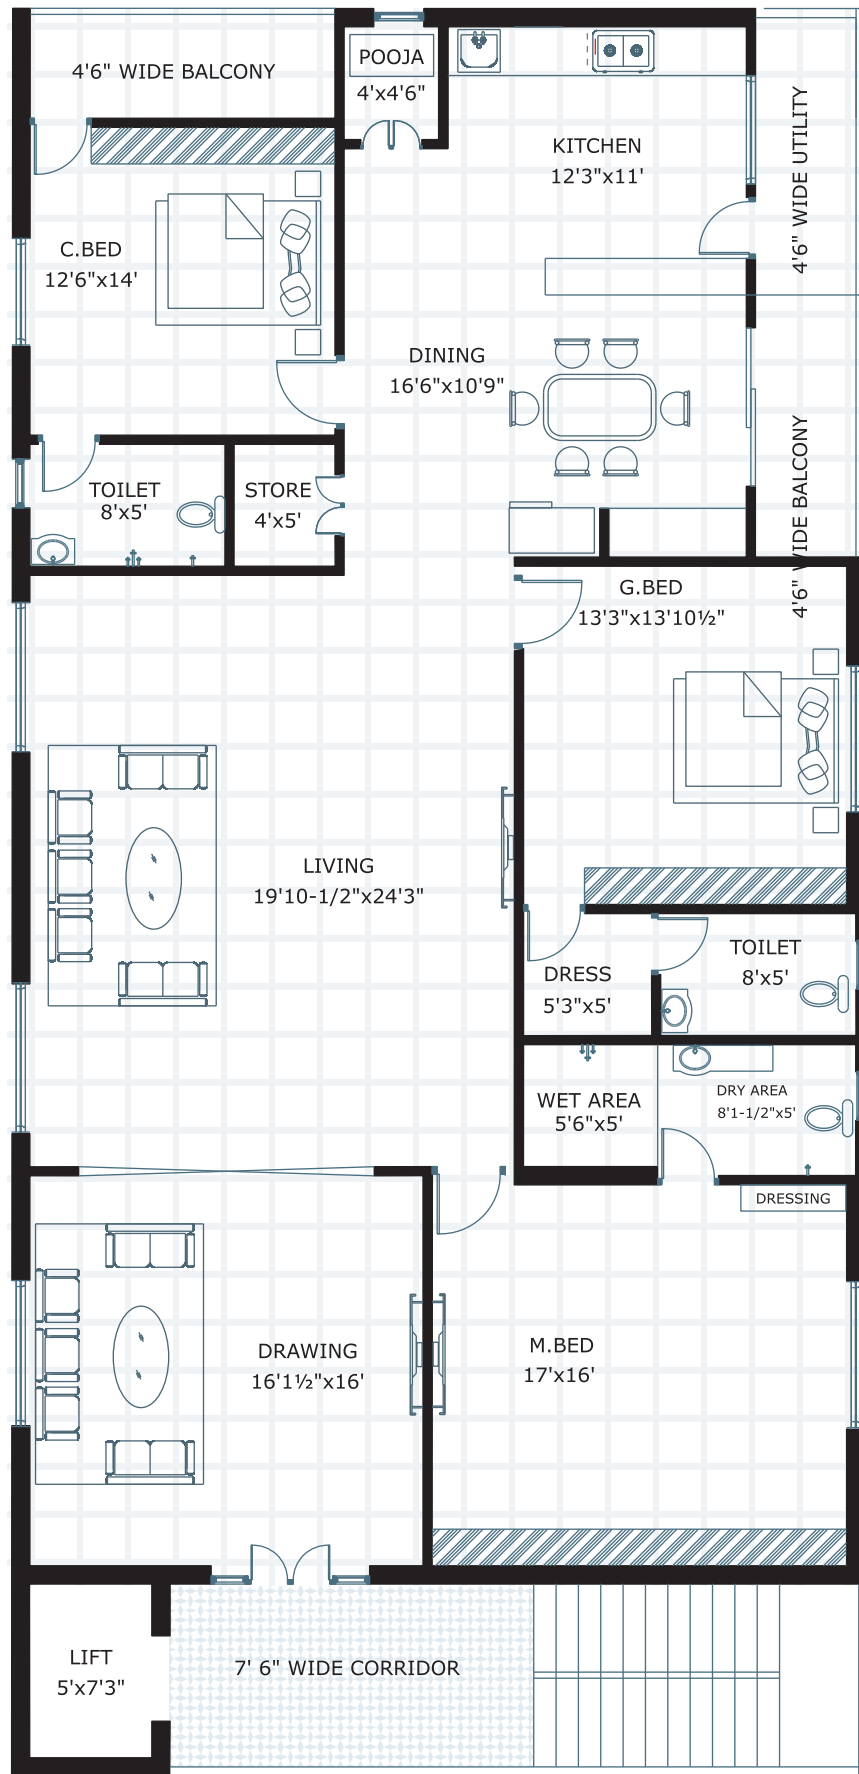 POOJA
4'x4'6"
4'6" WIDE BALCONY
KITCHEN
12'3"x11'
4'6" WIDE UTILITY
C.BED
12'6"x14'
DINING
16'6"x10'9"
4'6" WIDE BALCONY
TOILET
8'x5'
STORE
4'x5'
G.BED
13'3"x13'10½"
LIVING
19'10-1/2"x24'3"
DRESS
5'3"x5'
TOILET
8'x5'
WET AREA
5'6"x5'
DRY AREA
8'1-1/2"x5'
DRESSING
DRAWING
16'1½"x16'
M.BED
17'x16'
LIFT
5'x7'3"
7' 6" WIDE CORRIDOR